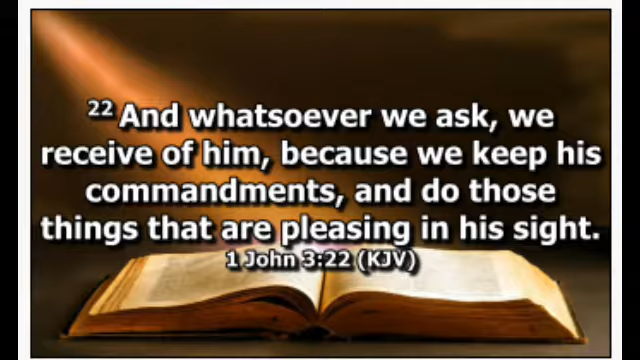 22 And whatsoever we ask, we
receive of him, because we keep his
commandments, and do those
things that are pleasing in his sight.
1 John 3:22 (KJV)